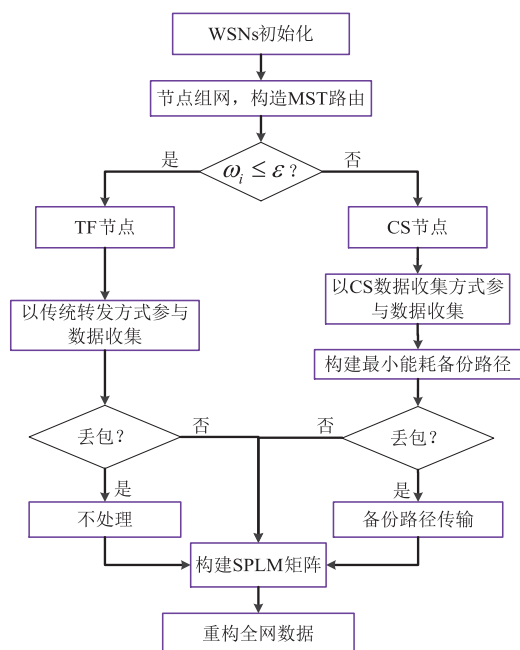 WSNs初始化
节点组网，构造MST路由
是
ω_i ≤ ε？
否
TF节点
CS节点
以传统转发方式参与
数据收集
以CS数据收集方式参
与数据收集
构建最小能耗备份路径
丢包？
否
否
丢包？
是
是
不处理
备份路径传输
构建SPLM矩阵
重构全网数据